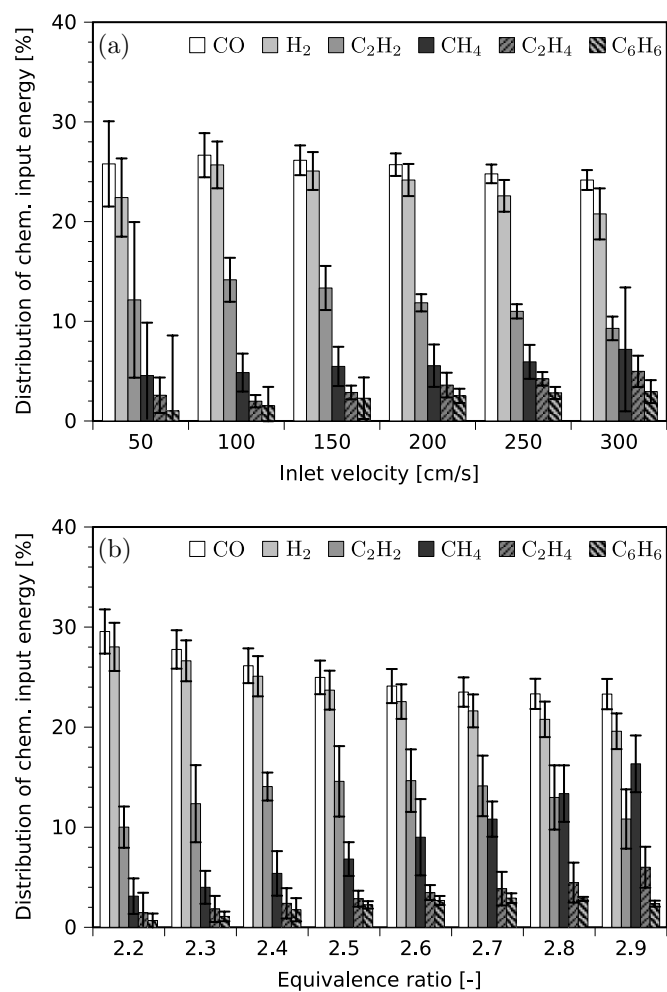 (a)
CO H₂ C₂H₂ CH₄ C₂H₄ C₆H₆
Distribution of chem. input energy [%]
40
30
20
10
0
50 100 150 200 250 300
Inlet velocity [cm/s]
(b)
CO H₂ C₂H₂ CH₄ C₂H₄ C₆H₆
Distribution of chem. input energy [%]
40
30
20
10
0
2.2 2.3 2.4 2.5 2.6 2.7 2.8 2.9
Equivalence ratio [-]